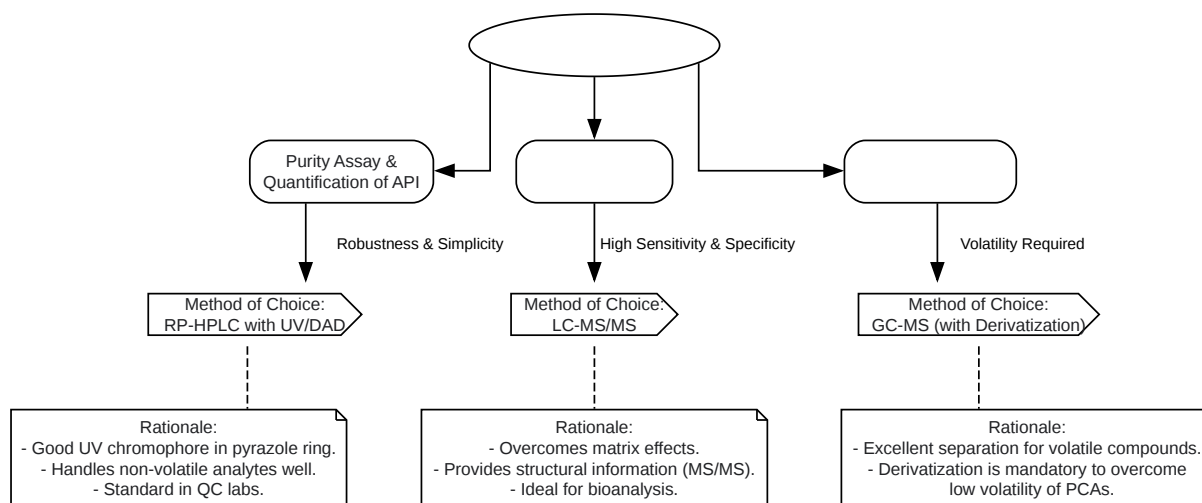 Purity Assay &
Quantification of API
Robustness & Simplicity
High Sensitivity & Specificity
Volatility Required
Method of Choice:
RP-HPLC with UV/DAD
Method of Choice:
LC-MS/MS
Method of Choice:
GC-MS (with Derivatization)
Rationale:
- Good UV chromophore in pyrazole ring.
- Handles non-volatile analytes well.
- Standard in QC labs.
Rationale:
- Overcomes matrix effects.
- Provides structural information (MS/MS).
- Ideal for bioanalysis.
Rationale:
- Excellent separation for volatile compounds.
- Derivatization is mandatory to overcome
low volatility of PCAs.